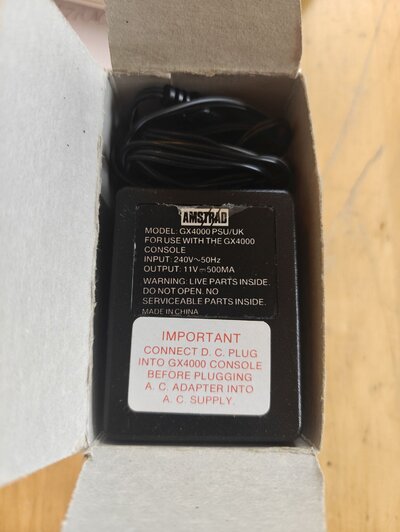 AMSTRAD
MODEL: GX4000 PSU/UK
FOR USE WITH THE GX4000
CONSOLE
INPUT: 240V~50Hz
OUTPUT: 11V⎓500MA
WARNING: LIVE PARTS INSIDE.
DO NOT OPEN. NO
SERVICEABLE PARTS INSIDE.
MADE IN CHINA
IMPORTANT
CONNECT D. C. PLUG
INTO GX4000 CONSOLE
BEFORE PLUGGING
A. C. ADAPTER INTO
A. C. SUPPLY.